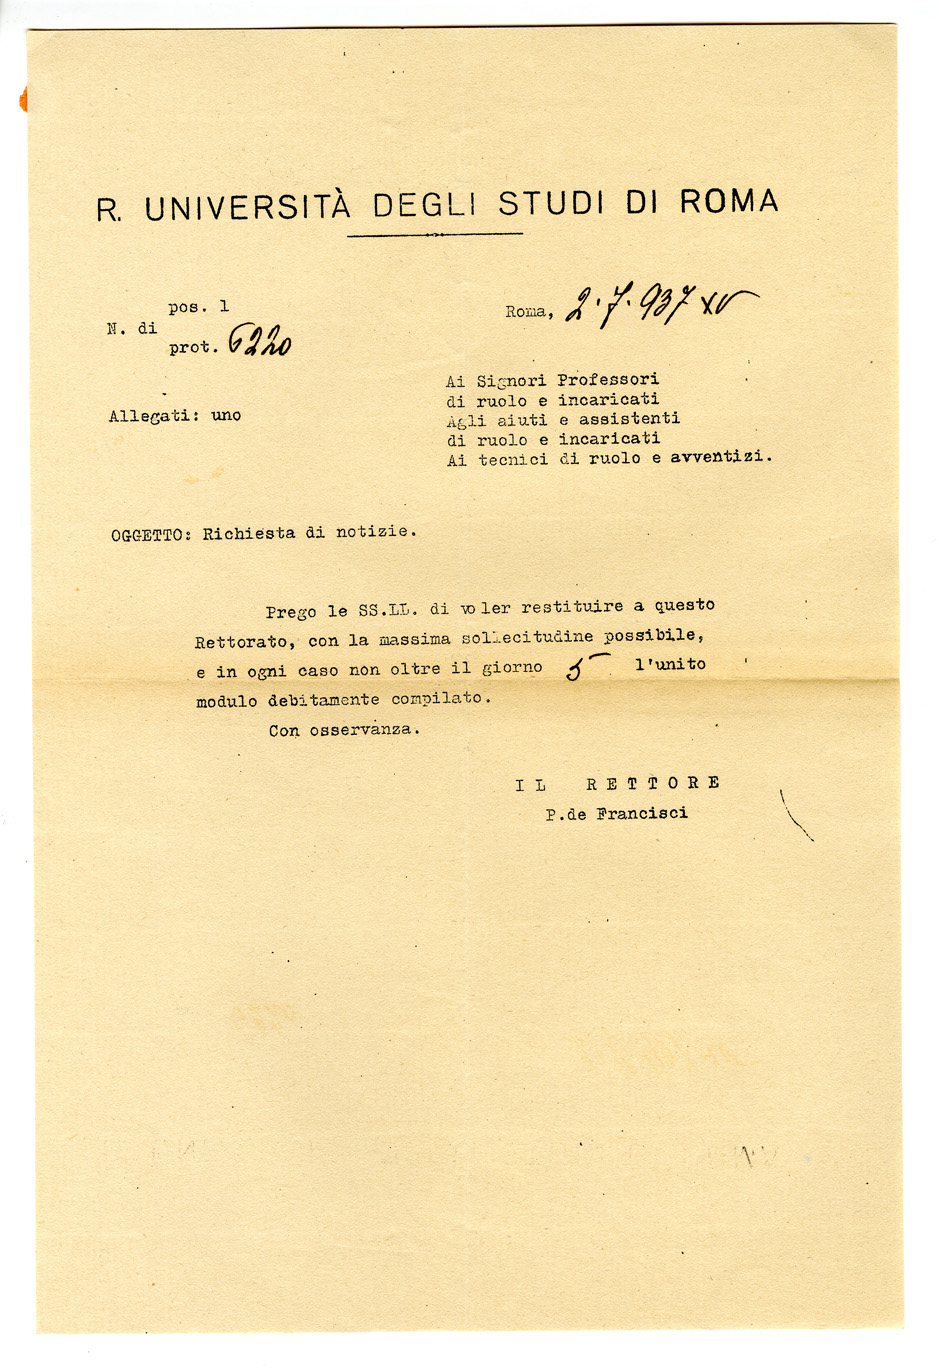 R. UNIVERSITÀ DEGLI STUDI DI ROMA
pos. 1
N. di
prot. 6220
Roma, 2.7.937 XV
Allegati: uno
Ai Signori Professori
di ruolo e incaricati
Agli aiuti e assistenti
di ruolo e incaricati
Ai tecnici di ruolo e avventizi.
OGGETTO: Richiesta di notizie.
Prego le SS.LL. di voler restituire a questo
Rettorato, con la massima sollecitudine possibile,
e in ogni caso non oltre il giorno 5 l'unito
modulo debitamente compilato.
Con osservanza.
IL RETTORE
P.de Francisci